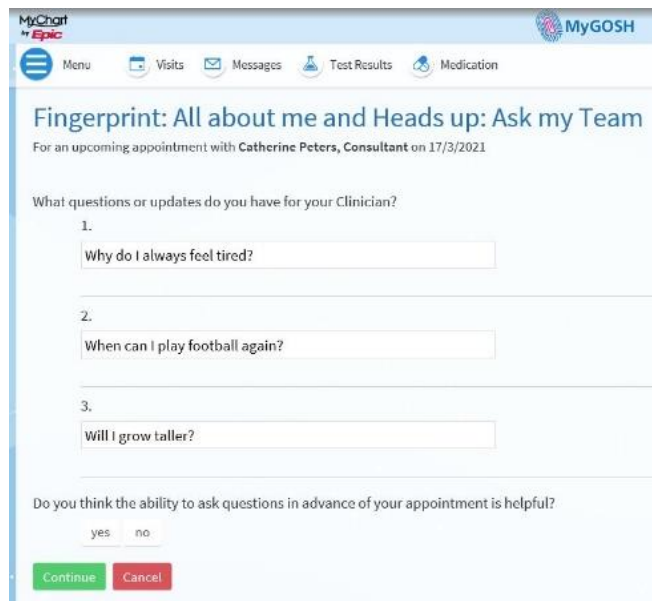 MyChart
by Epic
MyGOSH
Menu Visits Messages Test Results Medication
Fingerprint: All about me and Heads up: Ask my Team
For an upcoming appointment with Catherine Peters, Consultant on 17/3/2021
What questions or updates do you have for your Clinician?
1.
Why do I always feel tired?
2.
When can I play football again?
3.
Will I grow taller?
Do you think the ability to ask questions in advance of your appointment is helpful?
yes no
Continue Cancel